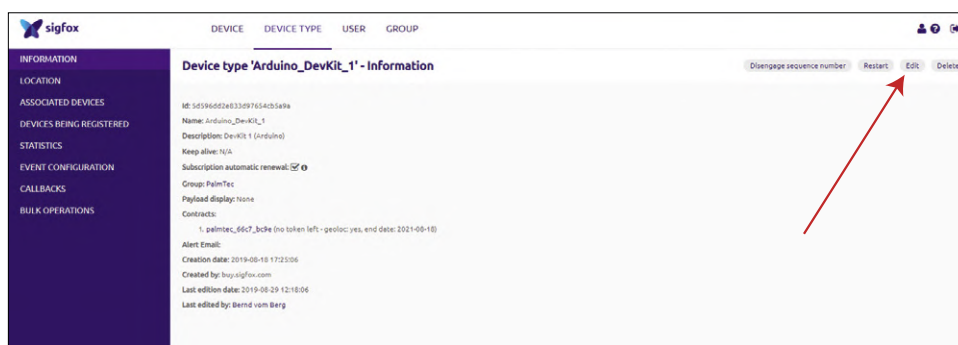 sigfox
DEVICE DEVICE TYPE USER GROUP
INFORMATION
LOCATION
ASSOCIATED DEVICES
DEVICES BEING REGISTERED
STATISTICS
EVENT CONFIGURATION
CALLBACKS
BULK OPERATIONS
Device type 'Arduino_DevKit_1' - Information
Disengage sequence number Restart Edit Delete
Id: 5d596dd2e833d97654cb5a9a
Name: Arduino_DevKit_1
Description: DevKit 1 (Arduino)
Keep alive: N/A
Subscription automatic renewal:
Group: PalmTec
Payload display: None
Contracts:
1. palmtec_66c7_bc9e (no token left - geoloc: yes, end date: 2021-08-18)
Alert Email:
Creation date: 2019-08-18 17:25:06
Created by: buy.sigfox.com
Last edition date: 2019-08-29 12:18:06
Last edited by: Bernd vom Berg